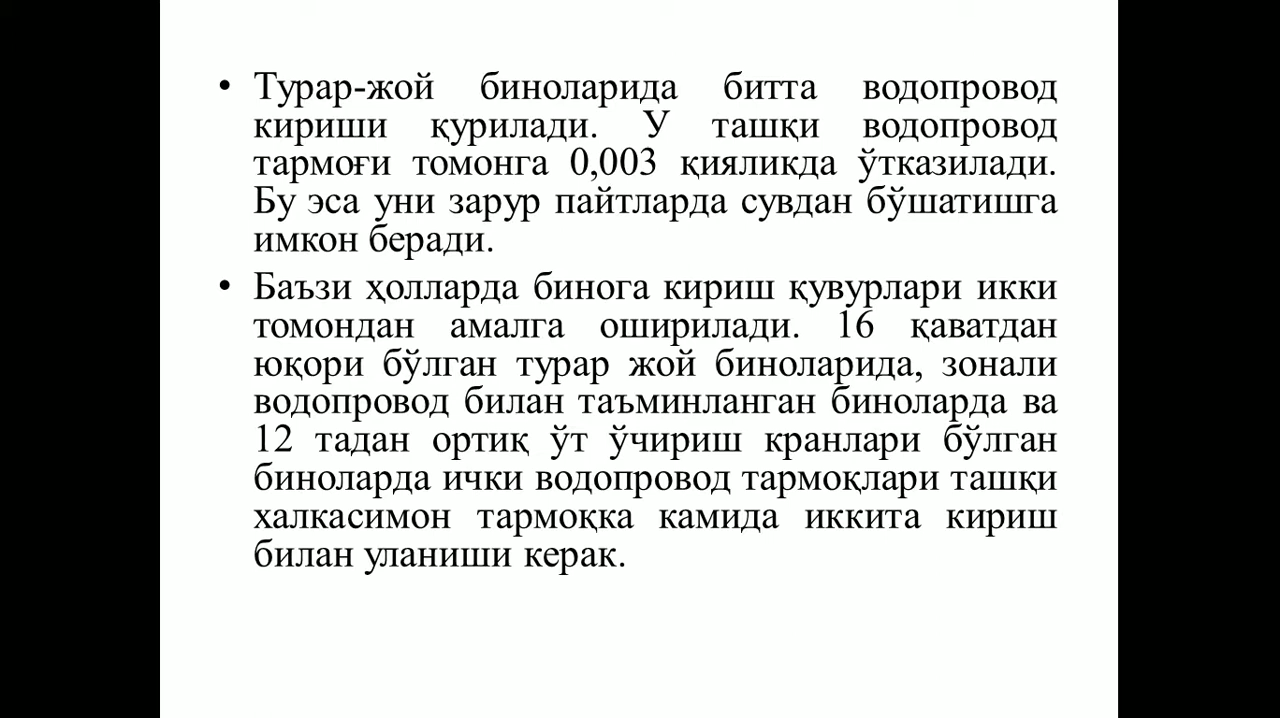 • Турар-жой биноларида битта водопровод
кириши қурилади. У ташқи водопровод
тармоғи томонга 0,003 қияликда ўтказилади.
Бу эса уни зарур пайтларда сувдан бўшатишга
имкон беради.
• Баъзи ҳолларда бинога кириш қувурлари икки
томондан амалга оширилади. 16 қаватдан
юқори бўлган турар жой биноларида, зонали
водопровод билан таъминланган биноларда ва
12 тадан ортиқ ўт ўчириш кранлари бўлган
биноларда ички водопровод тармоқлари ташқи
халкасимон тармоқка камида иккита кириш
билан уланиши керак.